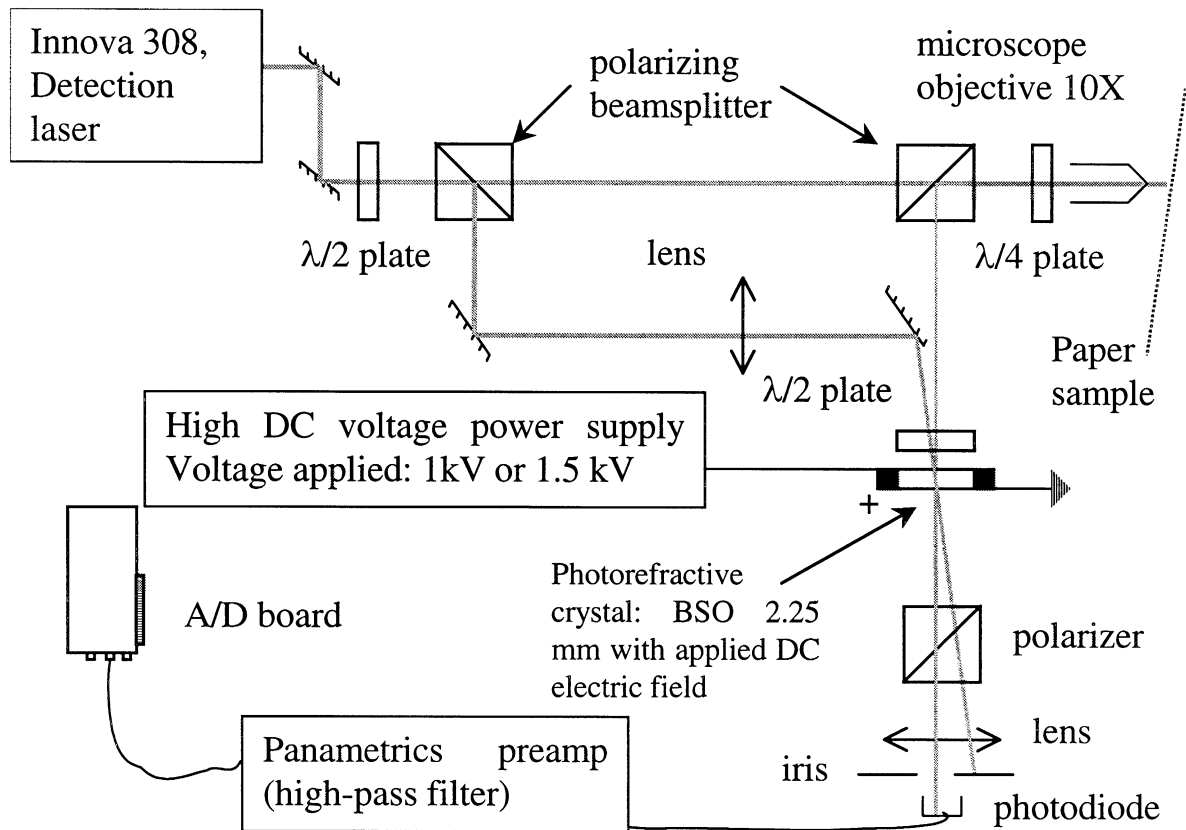 Innova 308,
Detection
laser
polarizing
beamsplitter
microscope
objective 10X
λ/2 plate
lens
λ/4 plate
Paper
sample
λ/2 plate
High DC voltage power supply
Voltage applied: 1kV or 1.5 kV
+
Photorefractive
crystal: BSO 2.25
mm with applied DC
electric field
A/D board
polarizer
Panametrics preamp
(high-pass filter)
lens
iris
photodiode